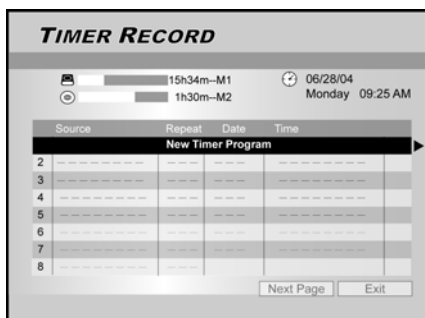 TIMER RECORD
15h34m--M1
1h30m--M2
06/28/04
Monday 09:25 AM
Source Repeat Date Time
New Timer Program
2
3
4
5
6
7
8
Next Page Exit